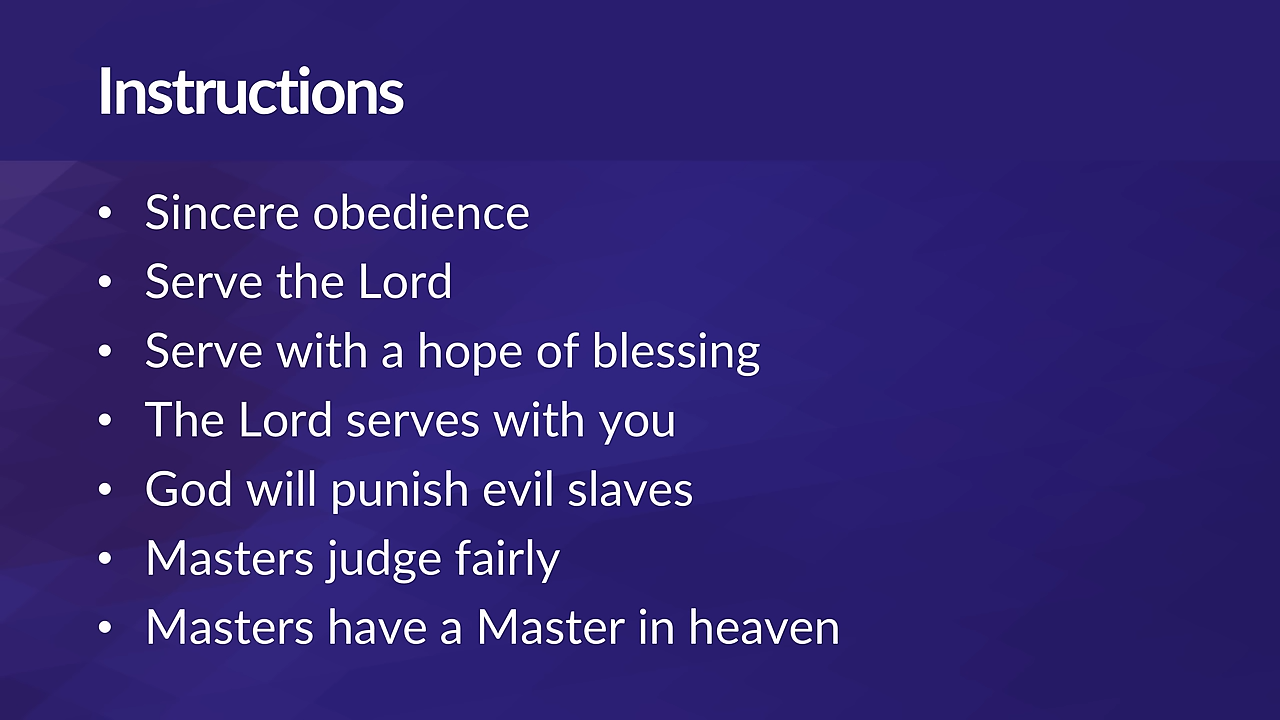 Instructions
• Sincere obedience
• Serve the Lord
• Serve with a hope of blessing
• The Lord serves with you
• God will punish evil slaves
• Masters judge fairly
• Masters have a Master in heaven